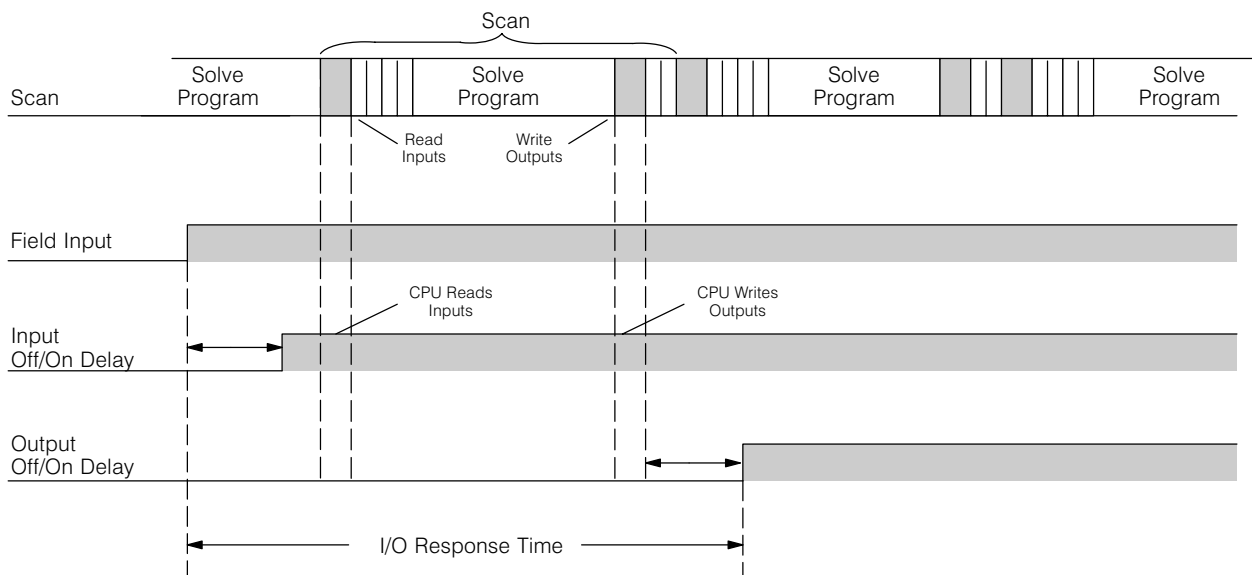 Scan
Scan
Solve
Program
Solve
Program
Solve
Program
Solve
Program
Read
Inputs
Write
Outputs
Field Input
CPU Reads
Inputs
CPU Writes
Outputs
Input
Off/On Delay
Output
Off/On Delay
I/O Response Time